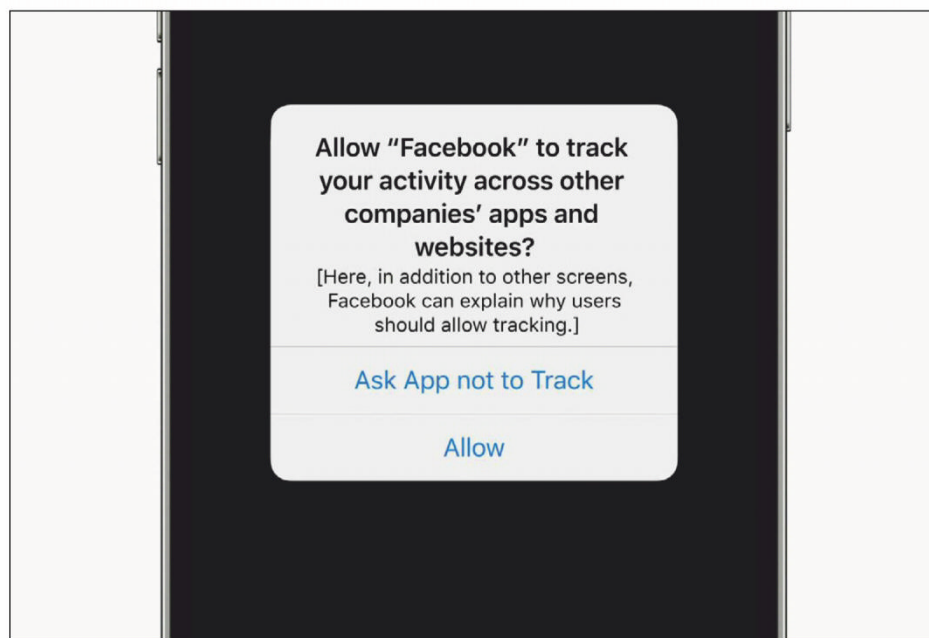 Allow “Facebook” to track
your activity across other
companies’ apps and
websites?
[Here, in addition to other screens,
Facebook can explain why users
should allow tracking.]
Ask App not to Track
Allow